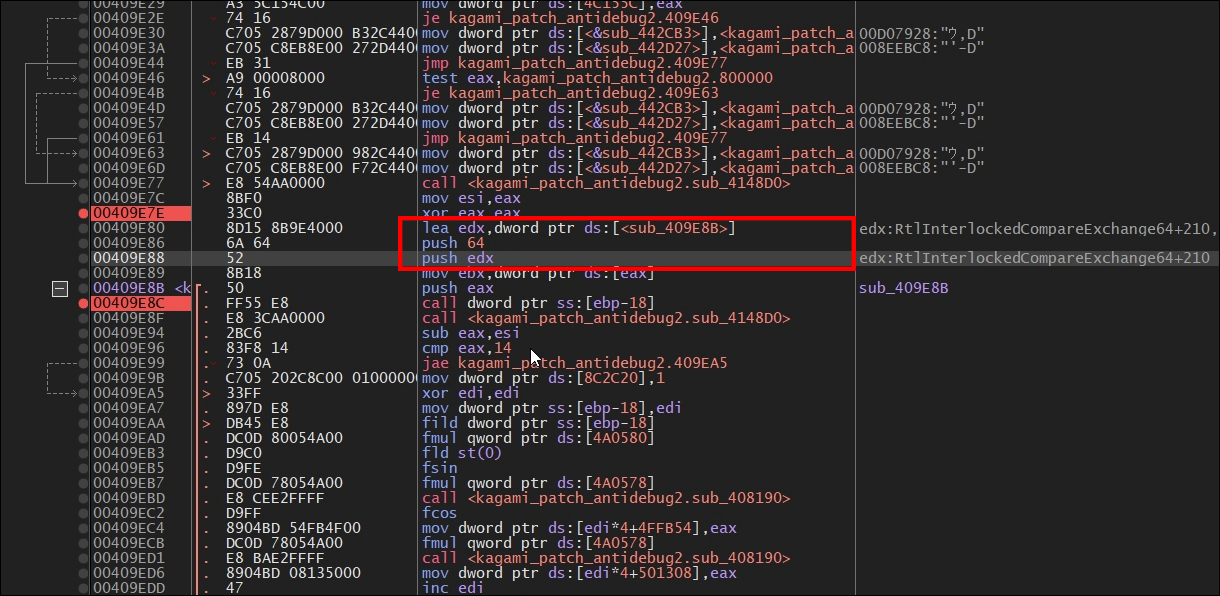 00409E29 A3 5C154C00 mov dword ptr ds:[4C155C],eax
00409E2E 74 16 je kagami_patch_antidebug2.409E46
00409E30 C705 2879D000 B32C4400 mov dword ptr ds:[<&sub_442CB3>],<kagami_patch_a 00D07928:"ｳ,D"
00409E3A C705 C8EB8E00 272D4400 mov dword ptr ds:[<&sub_442D27>],<kagami_patch_a 008EEBC8:"'-D"
00409E44 EB 31 jmp kagami_patch_antidebug2.409E77
00409E46 > A9 00008000 test eax,kagami_patch_antidebug2.800000
00409E4B 74 16 je kagami_patch_antidebug2.409E63
00409E4D C705 2879D000 B32C4400 mov dword ptr ds:[<&sub_442CB3>],<kagami_patch_a 00D07928:"ｳ,D"
00409E57 C705 C8EB8E00 272D4400 mov dword ptr ds:[<&sub_442D27>],<kagami_patch_a 008EEBC8:"'-D"
00409E61 EB 14 jmp kagami_patch_antidebug2.409E77
00409E63 > C705 2879D000 982C4400 mov dword ptr ds:[<&sub_442CB3>],<kagami_patch_a 00D07928:"ｳ,D"
00409E6D C705 C8EB8E00 F72C4400 mov dword ptr ds:[<&sub_442D27>],<kagami_patch_a 008EEBC8:"'-D"
00409E77 > E8 54AA0000 call <kagami_patch_antidebug2.sub_4148D0>
00409E7C 8BF0 mov esi,eax
00409E7E 33C0 xor eax,eax
00409E80 8D15 8B9E4000 lea edx,dword ptr ds:[<sub_409E8B>] edx:RtlInterlockedCompareExchange64+210,
00409E86 6A 64 push 64
00409E88 52 push edx edx:RtlInterlockedCompareExchange64+210
00409E89 8B18 mov ebx,dword ptr ds:[eax]
00409E8B <k . 50 push eax sub_409E8B
00409E8C . FF55 E8 call dword ptr ss:[ebp-18]
00409E8F . E8 3CAA0000 call <kagami_patch_antidebug2.sub_4148D0>
00409E94 . 2BC6 sub eax,esi
00409E96 . 83F8 14 cmp eax,14
00409E99 . 73 0A jae kagami_patch_antidebug2.409EA5
00409E9B . C705 202C8C00 01000000 mov dword ptr ds:[8C2C20],1
00409EA5 > 33FF xor edi,edi
00409EA7 . 897D E8 mov dword ptr ss:[ebp-18],edi
00409EAA > DB45 E8 fild dword ptr ss:[ebp-18]
00409EAD . DC0D 80054A00 fmul qword ptr ds:[4A0580]
00409EB3 . D9C0 fld st(0)
00409EB5 . D9FE fsin
00409EB7 . DC0D 78054A00 fmul qword ptr ds:[4A0578]
00409EBD . E8 CEE2FFFF call <kagami_patch_antidebug2.sub_408190>
00409EC2 . D9FF fcos
00409EC4 . 8904BD 54FB4F00 mov dword ptr ds:[edi*4+4FFB54],eax
00409ECB . DC0D 78054A00 fmul qword ptr ds:[4A0578]
00409ED1 . E8 BAE2FFFF call <kagami_patch_antidebug2.sub_408190>
00409ED6 . 8904BD 08135000 mov dword ptr ds:[edi*4+501308],eax
00409EDD . 47 inc edi